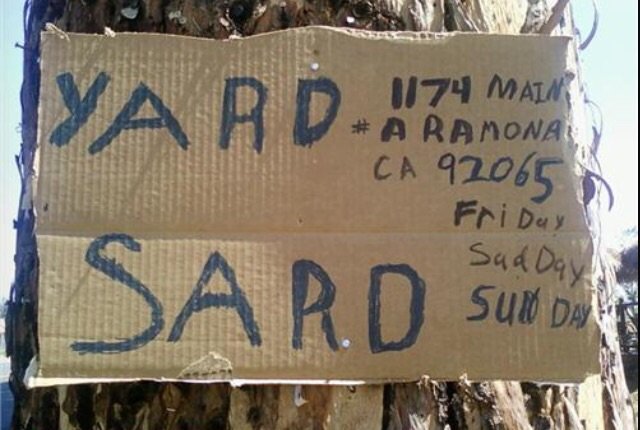 YARD
SARD
1174 MAIN
# A RAMONA
CA 92065
FriDay
SadDay
SUNDAY